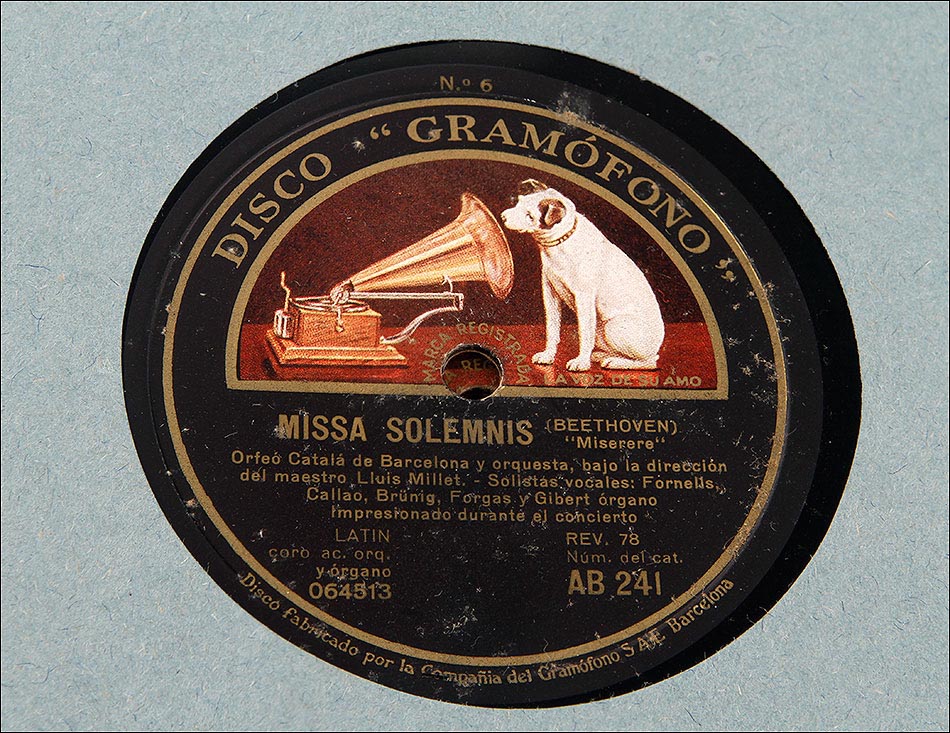 N.º 6
DISCO "GRAMÓFONO"
MARCA REGISTRADA
LA VOZ DE SU AMO
MISSA SOLEMNIS (BEETHOVEN)
"Miserere"
Orfeó Catalá de Barcelona y orquesta, bajo la dirección
del maestro Lluis Millet. - Solistas vocales: Fornells,
Callao, Brünig, Forgas y Gibert órgano
Impresionado durante el concierto
LATIN
coro ac. orq.
y órgano
064513
REV. 78
Núm. del cat.
AB 241
Disco fabricado por la Compañia del Gramófono S.A.E. Barcelona